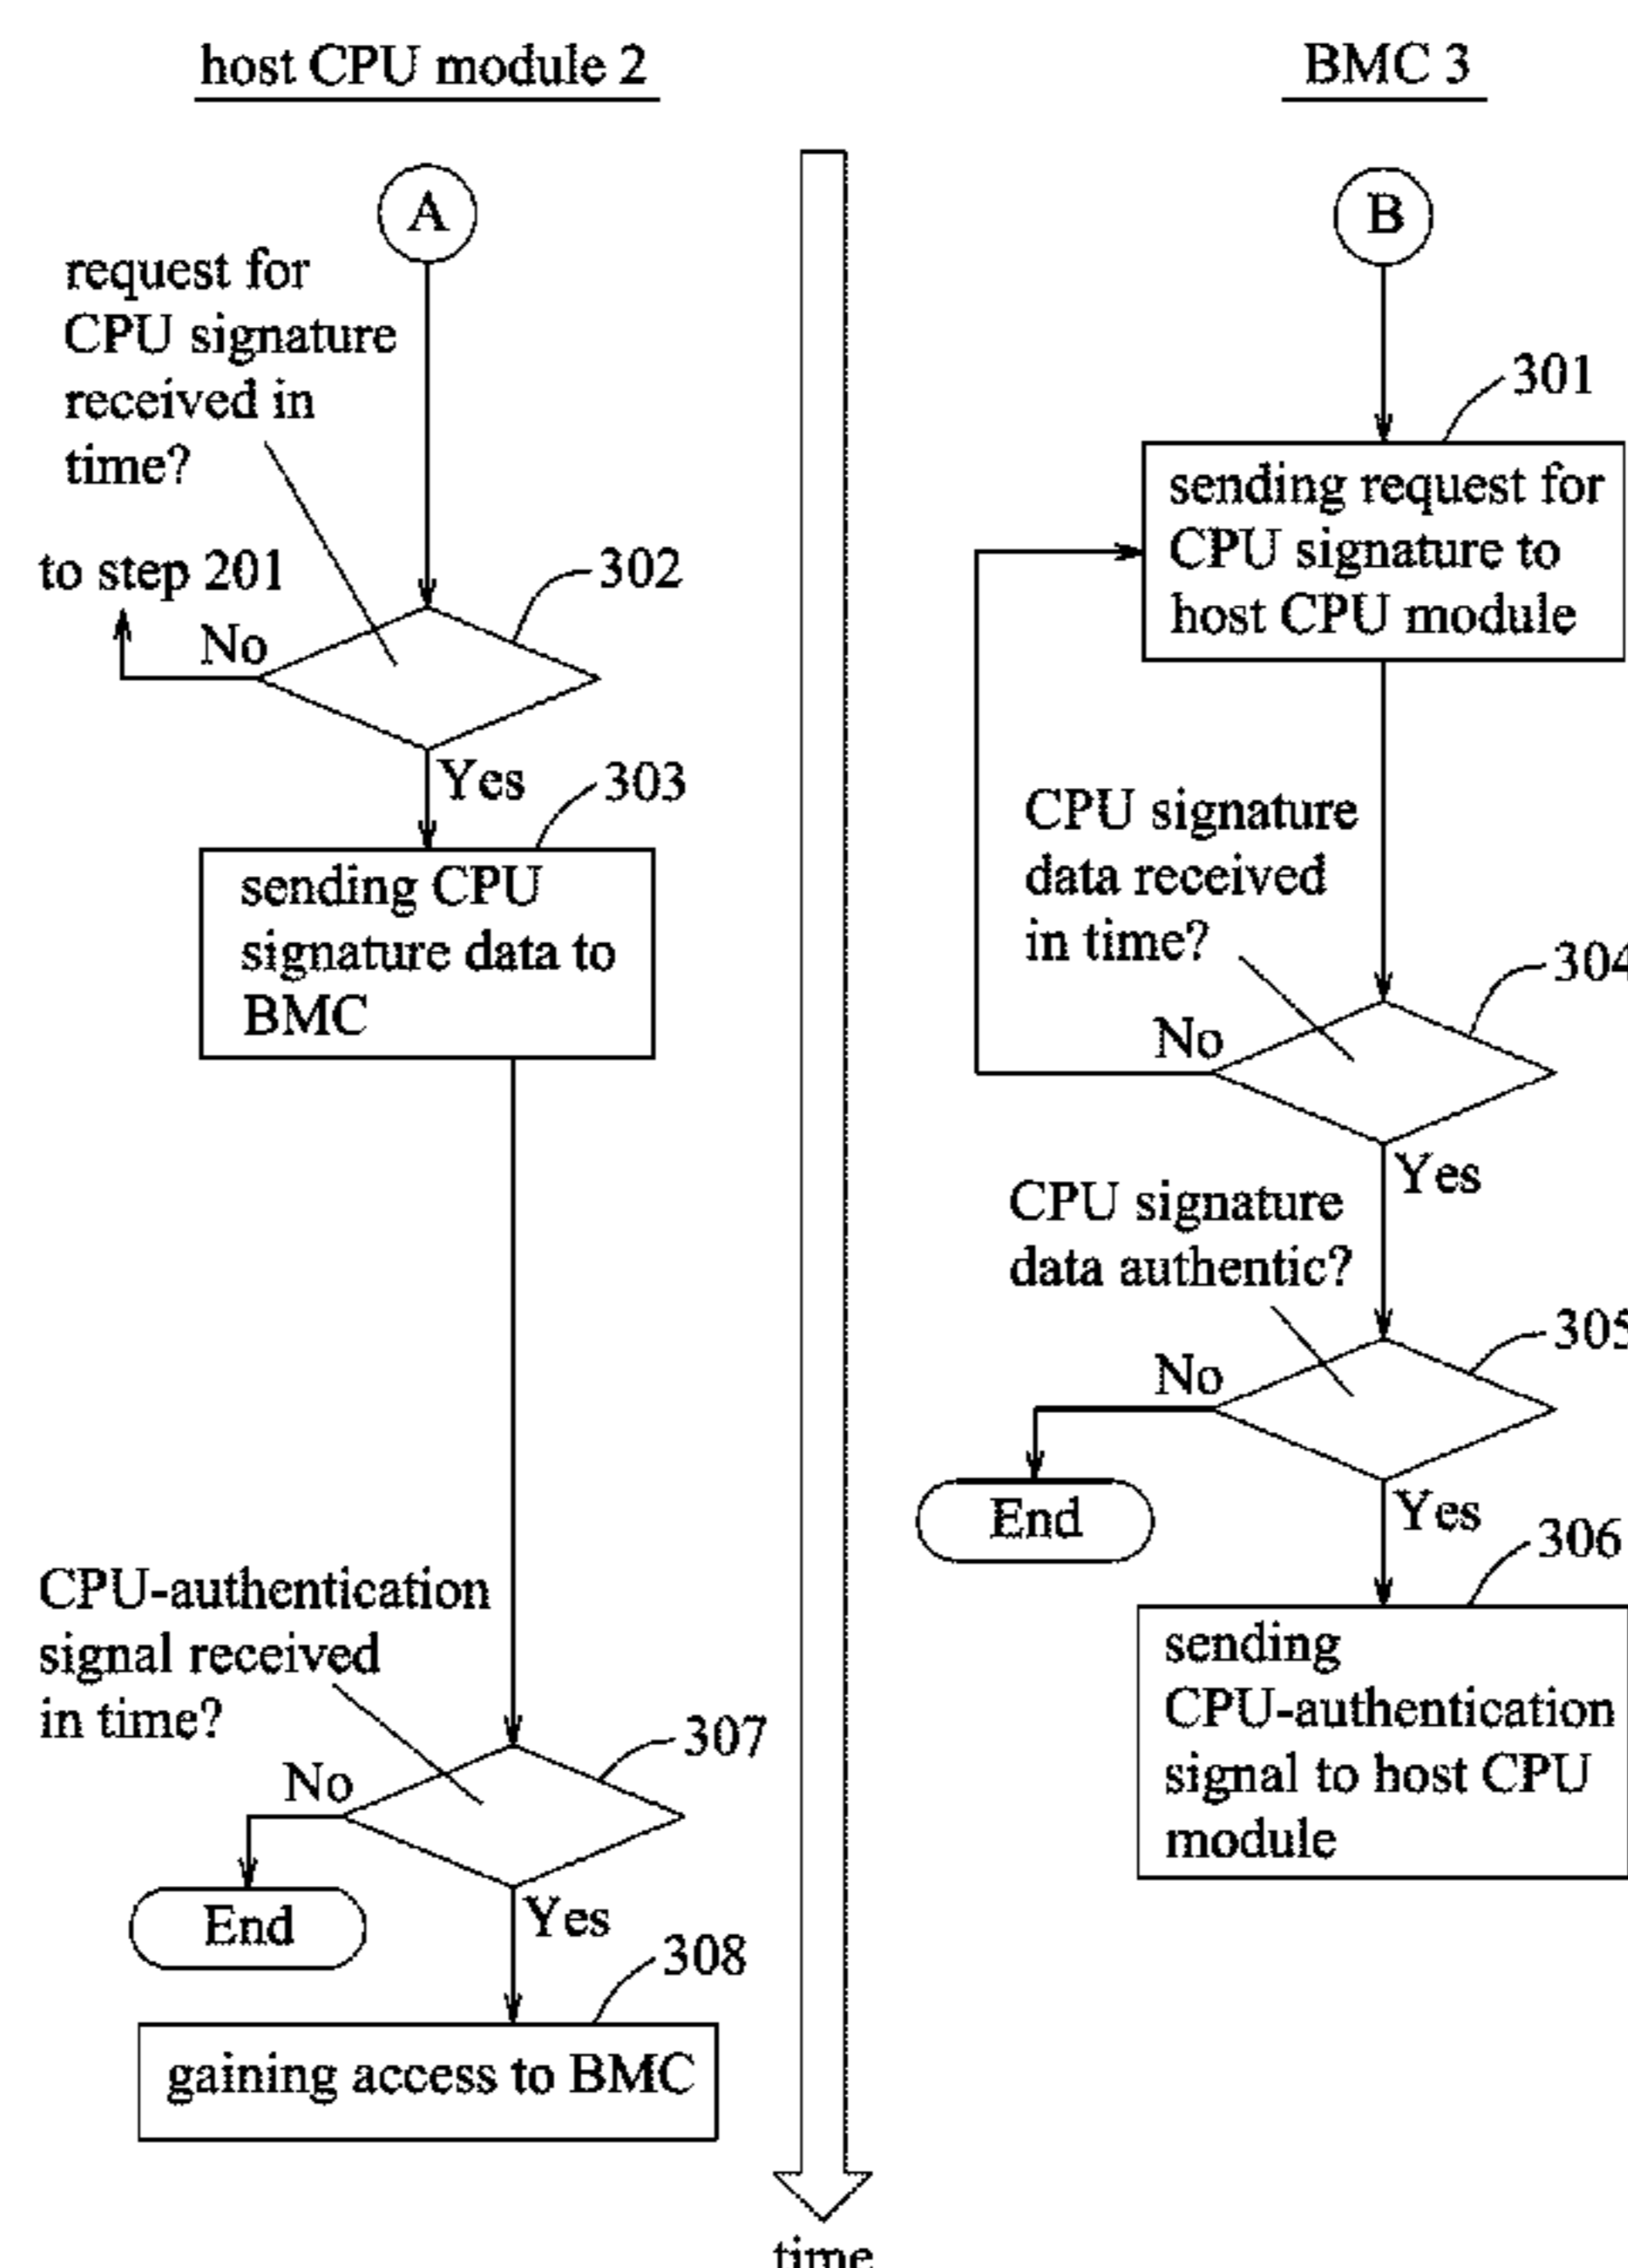 host CPU module 2
BMC 3
A
B
request for
CPU signature
received in
time?
to step 201
No
302
Yes
303
sending CPU
signature data to
BMC
CPU-authentication
signal received
in time?
307
No
End
Yes
308
gaining access to BMC
301
sending request for
CPU signature to
host CPU module
CPU signature
data received
in time?
304
No
Yes
CPU signature
data authentic?
305
No
End
Yes
306
sending
CPU-authentication
signal to host CPU
module
time